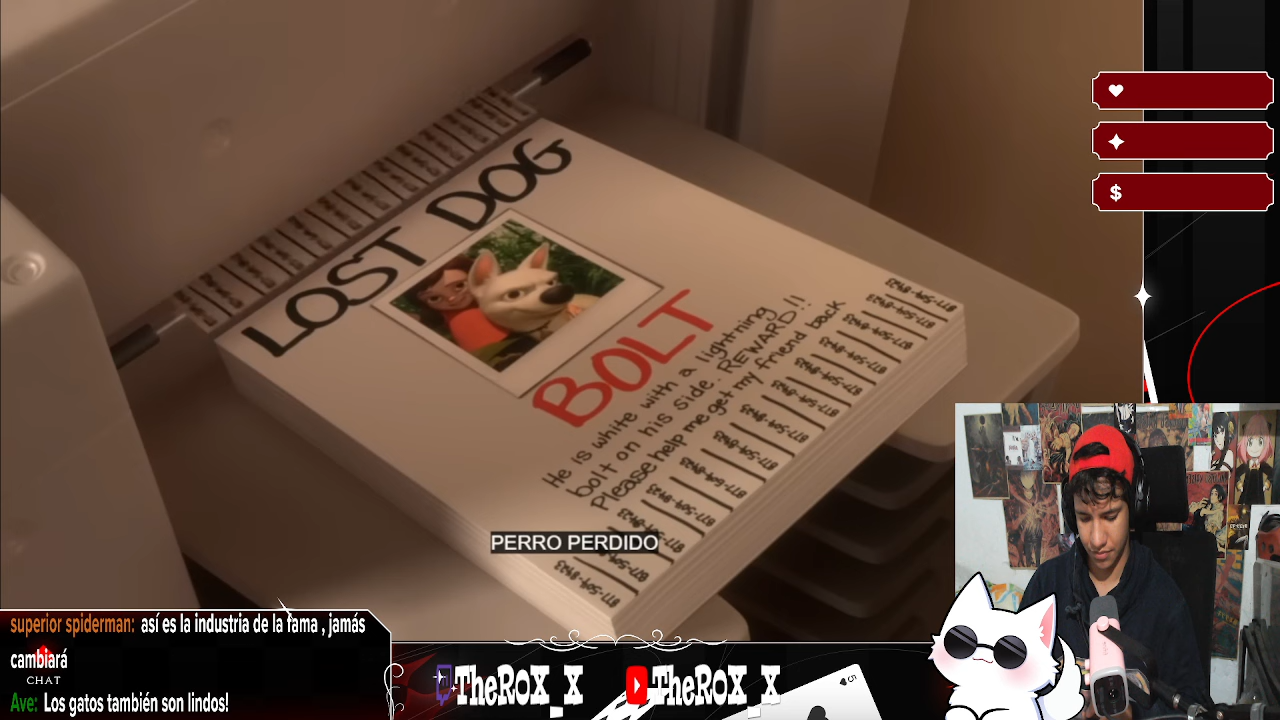 LOST DOG
BOLT
He is white with a lightning
bolt on his side. REWARD!!
Please help me get my friend back
PERRO PERDIDO
superior spiderman: así es la industria de la fama , jamás
cambiará
CHAT
Ave: Los gatos también son lindos!
TheROX_X
TheROX_X
$
5